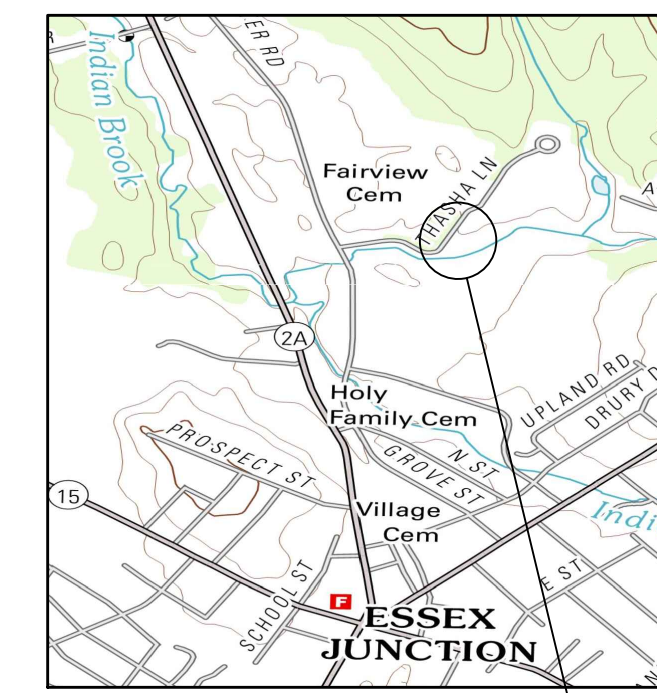 ER RD
Indian Brook
Fairview
Cem
THASHA LN
A
2A
Holy
Family Cem
UPLAND RD
DRURY D
PROSPECT ST
N ST
GROVE ST
15
Village
Cem
Indi
E ST
SCHOOL ST
F
ESSEX
JUNCTION